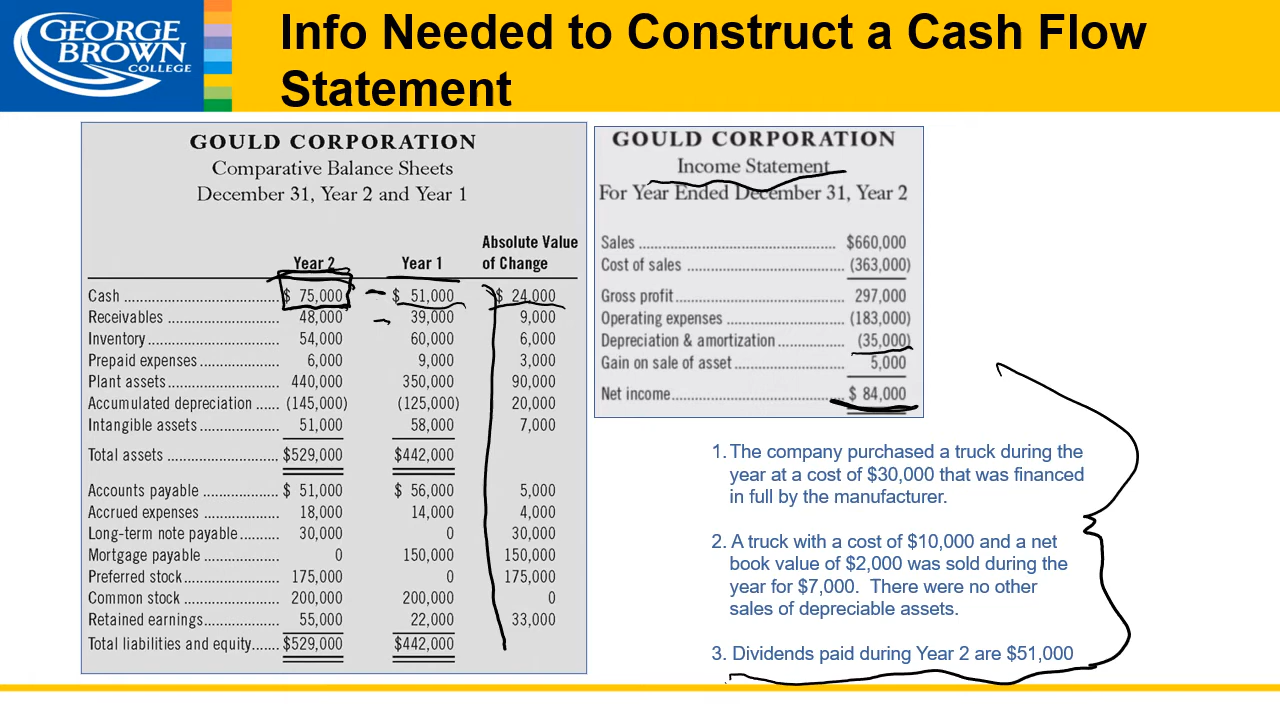 GEORGE
BROWN
COLLEGE
Info Needed to Construct a Cash Flow
Statement
GOULD CORPORATION
Comparative Balance Sheets
December 31, Year 2 and Year 1
Absolute Value
Year 2 Year 1 of Change
Cash $ 75,000 $ 51,000 $ 24,000
Receivables 48,000 39,000 9,000
Inventory 54,000 60,000 6,000
Prepaid expenses 6,000 9,000 3,000
Plant assets 440,000 350,000 90,000
Accumulated depreciation (145,000) (125,000) 20,000
Intangible assets 51,000 58,000 7,000
Total assets $529,000 $442,000
Accounts payable $ 51,000 $ 56,000 5,000
Accrued expenses 18,000 14,000 4,000
Long-term note payable 30,000 0 30,000
Mortgage payable 0 150,000 150,000
Preferred stock 175,000 0 175,000
Common stock 200,000 200,000 0
Retained earnings 55,000 22,000 33,000
Total liabilities and equity $529,000 $442,000
GOULD CORPORATION
Income Statement
For Year Ended December 31, Year 2
Sales $660,000
Cost of sales (363,000)
Gross profit 297,000
Operating expenses (183,000)
Depreciation & amortization (35,000)
Gain on sale of asset 5,000
Net income $ 84,000
1. The company purchased a truck during the
year at a cost of $30,000 that was financed
in full by the manufacturer.
2. A truck with a cost of $10,000 and a net
book value of $2,000 was sold during the
year for $7,000. There were no other
sales of depreciable assets.
3. Dividends paid during Year 2 are $51,000